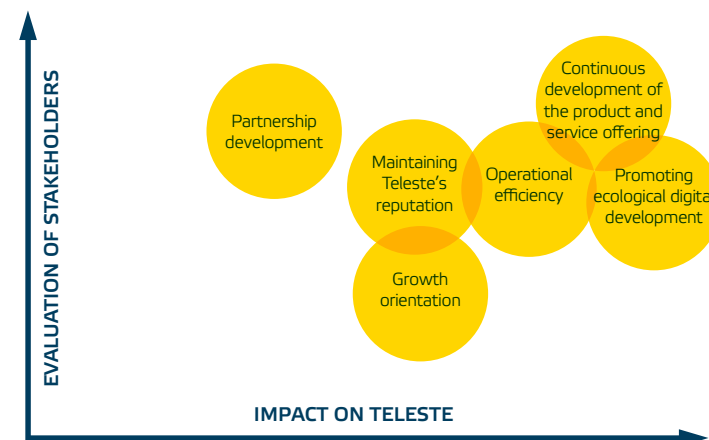 EVALUATION OF STAKEHOLDERS
Partnership
development
Maintaining
Teleste's
reputation
Growth
orientation
Operational
efficiency
Continuous
development of
the product and
service offering
Promoting
ecological digital
development
IMPACT ON TELESTE